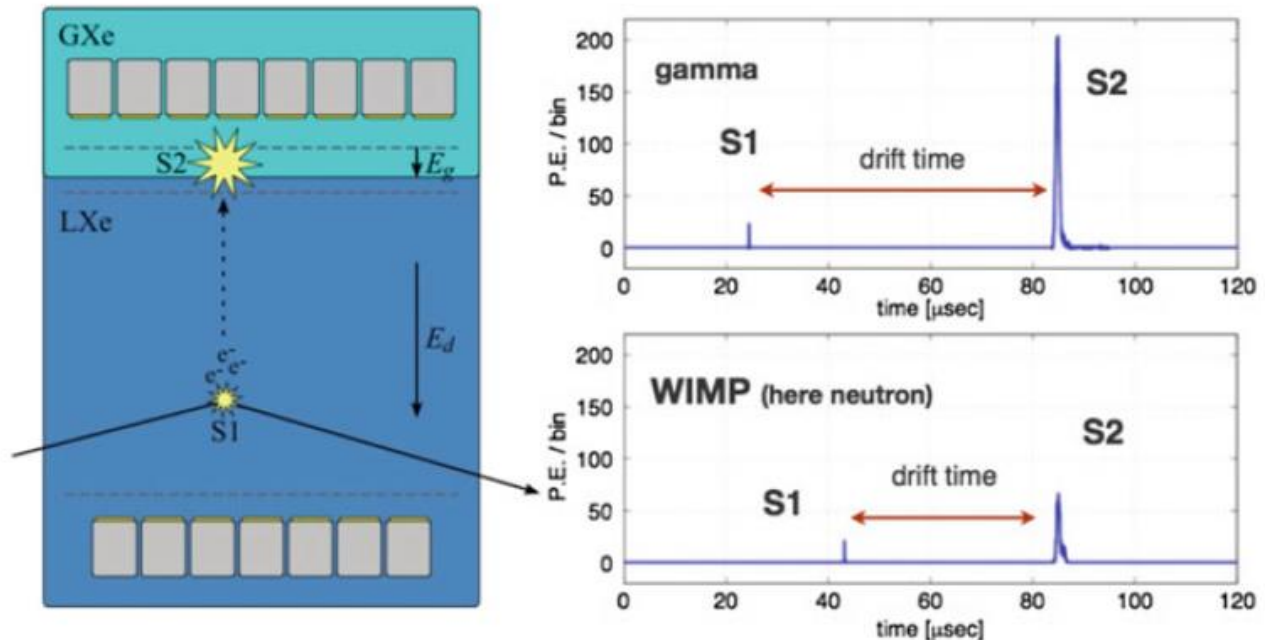 GXe
S2
E_g
LXe
E_d
e⁻
e⁻ e⁻
S1
200
150
100
50
0
P.E. / bin
gamma
S1
S2
drift time
0 20 40 60 80 100 120
time [μsec]
200
150
100
50
0
P.E. / bin
WIMP (here neutron)
S1
S2
drift time
0 20 40 60 80 100 120
time [μsec]